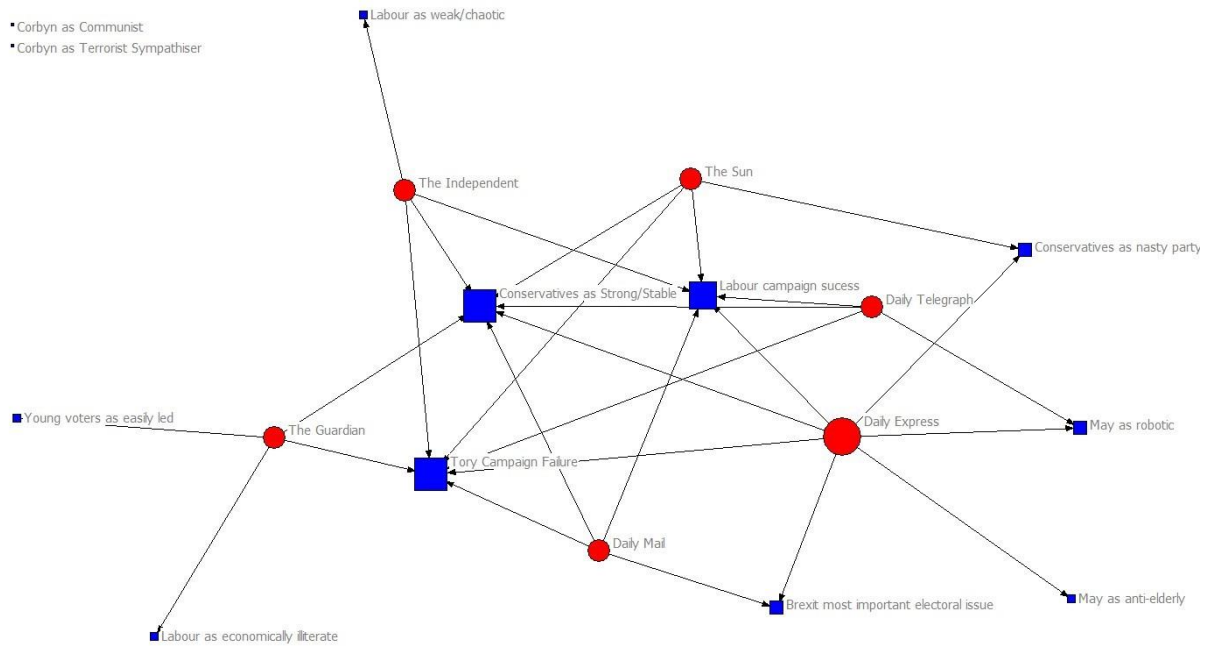 Labour as weak/chaotic
Corbyn as Communist
Corbyn as Terrorist Sympathiser
The Sun
The Independent
Conservatives as nasty party
Labour campaign sucess
Conservatives as Strong/Stable
Daily Telegraph
Young voters as easily led
Daily Express
May as robotic
The Guardian
Tory Campaign Failure
Daily Mail
May as anti-elderly
Brexit most important electoral issue
Labour as economically illiterate